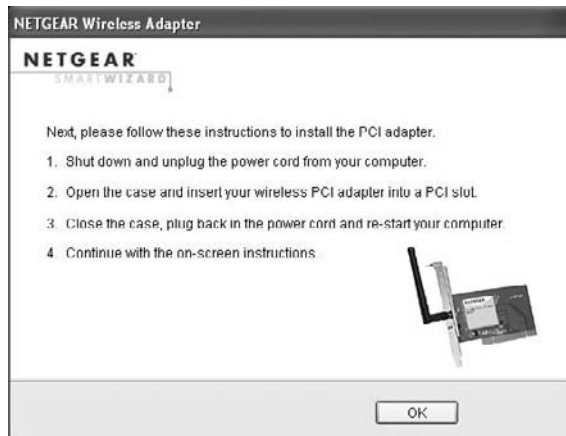 NETGEAR Wireless Adapter
NETGEAR
SMARTWIZARD
Next, please follow these instructions to install the PCI adapter.
1. Shut down and unplug the power cord from your computer.
2. Open the case and insert your wireless PCI adapter into a PCI slot.
3. Close the case, plug back in the power cord and re-start your computer.
4. Continue with the on-screen instructions.
NETGEAR
OK